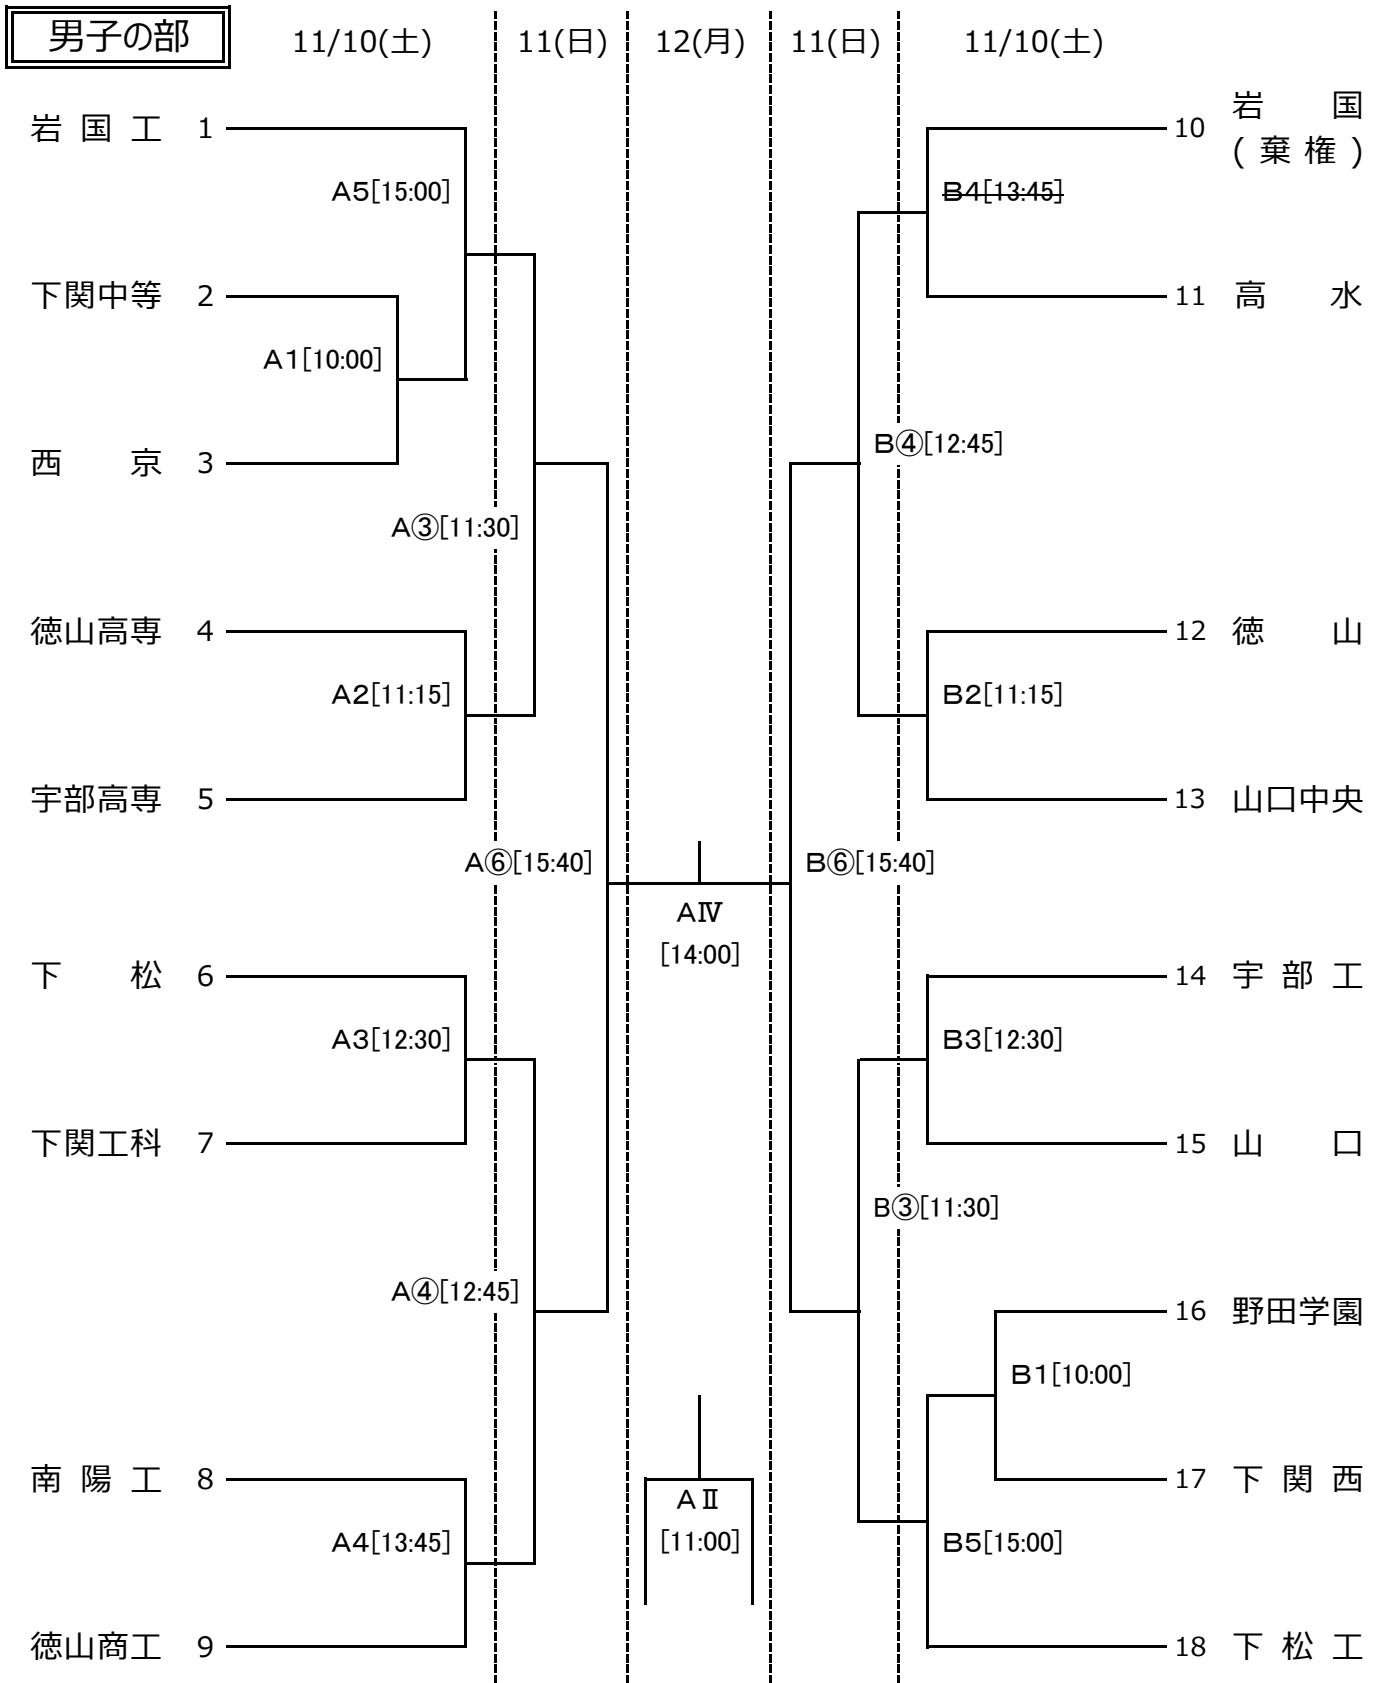 男子の部
11/10(土) 11(日) 12(月) 11(日) 11/10(土)
岩国工 1
A5[15:00]
下関中等 2
A1[10:00]
西京 3
A③[11:30]
徳山高専 4
A2[11:15]
宇部高専 5
A⑥[15:40]
下松 6
A3[12:30]
下関工科 7
A④[12:45]
南陽工 8
A4[13:45]
徳山商工 9
AⅣ
[14:00]
AⅡ
[11:00]
10 岩国
(棄権)
B4[13:45]
11 高水
B④[12:45]
12 徳山
B2[11:15]
13 山口中央
B⑥[15:40]
14 宇部工
B3[12:30]
15 山口
B③[11:30]
16 野田学園
B1[10:00]
17 下関西
B5[15:00]
18 下松工